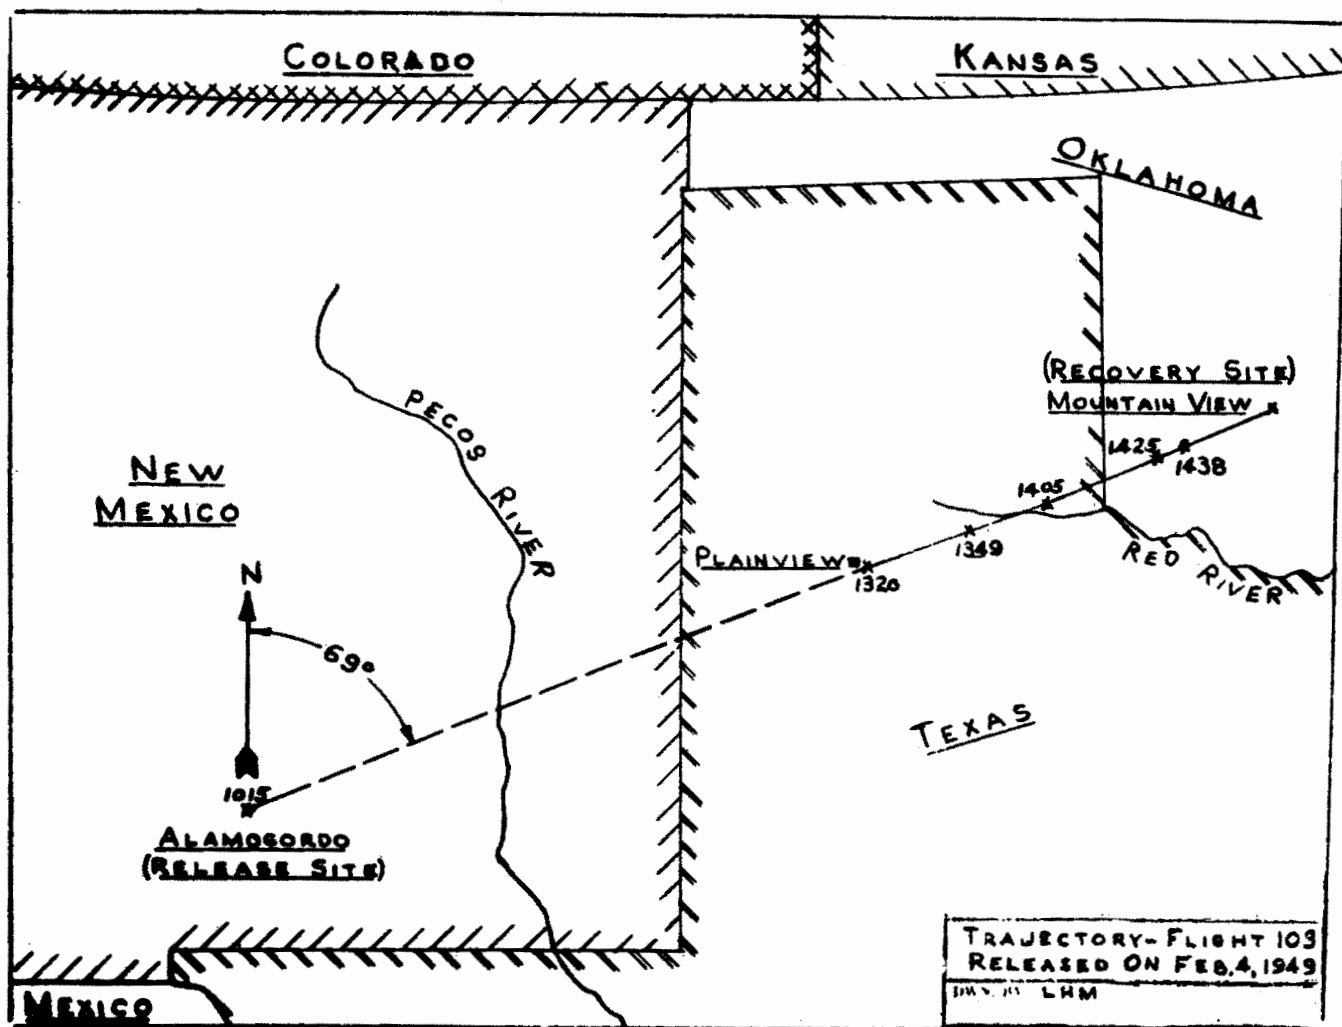 COLORADO
KANSAS
OKLAHOMA
(RECOVERY SITE)
MOUNTAIN VIEW
PECOS RIVER
NEW
MEXICO
1425
1438
1405
1349
PLAINVIEW
1320
RED RIVER
N
69°
TEXAS
1015
ALAMOGORDO
(RELEASE SITE)
TRAJECTORY- FLIGHT 103
RELEASED ON FEB. 4, 1949
LHM
MEXICO